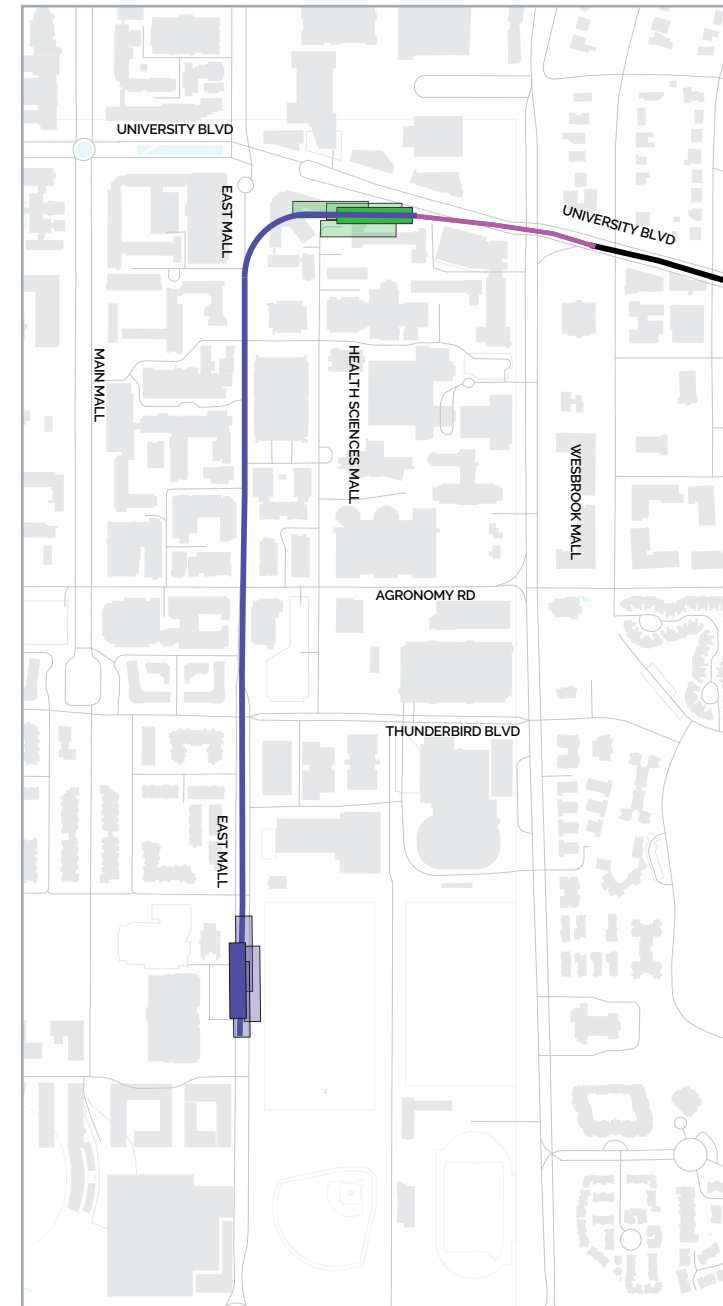 UNIVERSITY BLVD
EAST MALL
UNIVERSITY BLVD
MAIN MALL
HEALTH SCIENCES MALL
WESBROOK MALL
AGRONOMY RD
THUNDERBIRD BLVD
EAST MALL